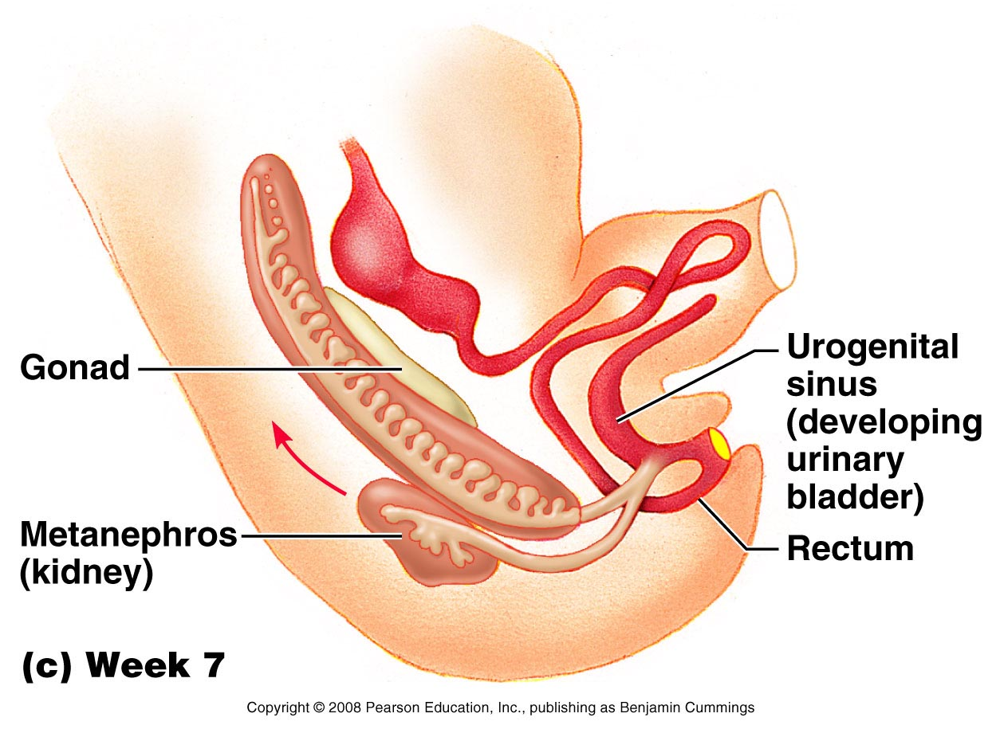 Gonad
Metanephros
(kidney)
Urogenital
sinus
(developing
urinary
bladder)
Rectum
(c) Week 7
Copyright © 2008 Pearson Education, Inc., publishing as Benjamin Cummings